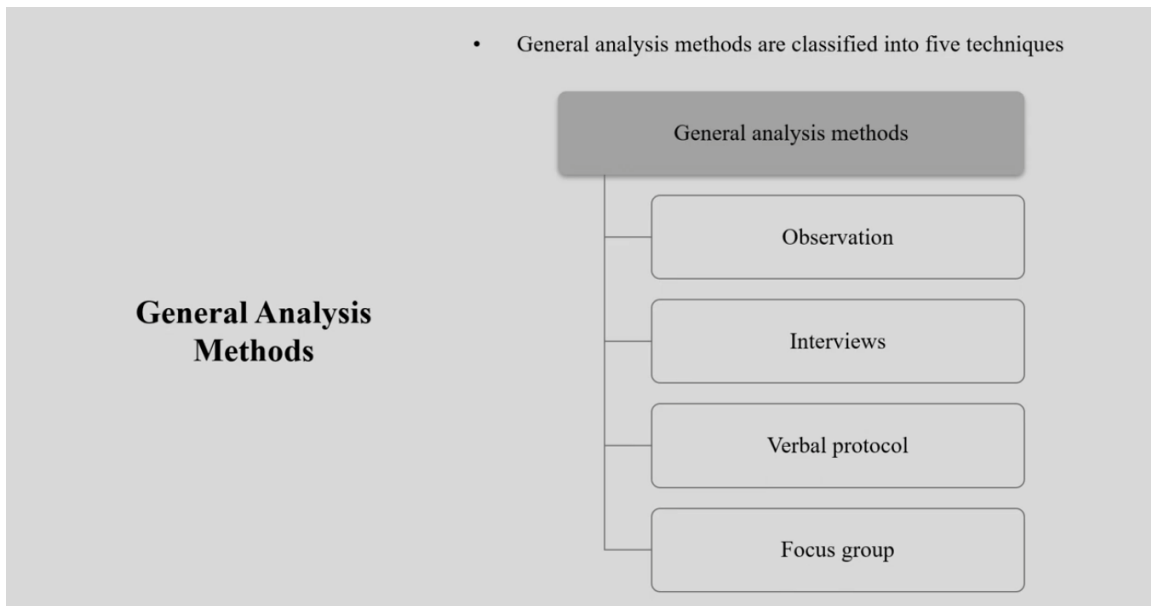 General Analysis
Methods
• General analysis methods are classified into five techniques
General analysis methods
Observation
Interviews
Verbal protocol
Focus group